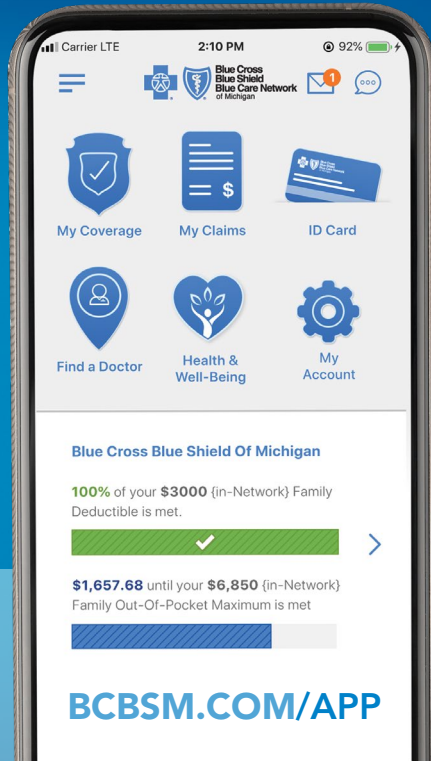 Carrier LTE 2:10 PM 92%
Blue Cross
Blue Shield
Blue Care Network
of Michigan
1
My Coverage My Claims ID Card
$
Find a Doctor Health & Well-Being My Account
Blue Cross Blue Shield Of Michigan
100% of your $3000 {in-Network} Family
Deductible is met.
$1,657.68 until your $6,850 {in-Network}
Family Out-Of-Pocket Maximum is met
BCBSM.COM/APP